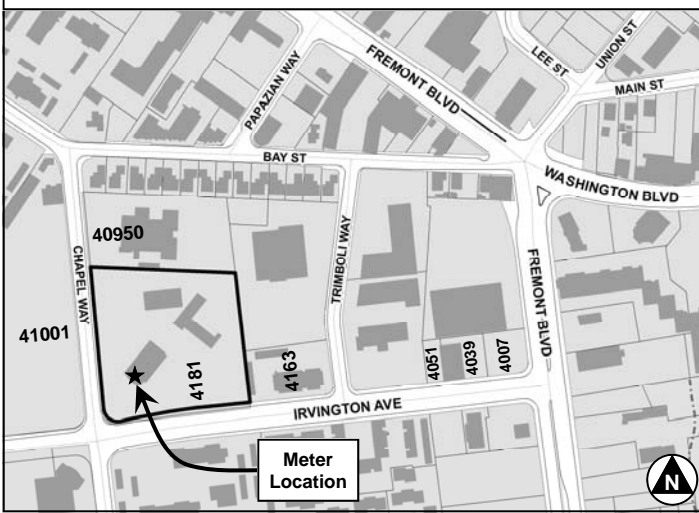 LEE ST
UNION ST
FREMONT BLVD
MAIN ST
PAPAZIAN WAY
BAY ST
WASHINGTON BLVD
40950
CHAPEL WAY
TRIMBOLI WAY
FREMONT BLVD
41001
4181
4163
4051
4039
4007
IRVINGTON AVE
Meter
Location
N